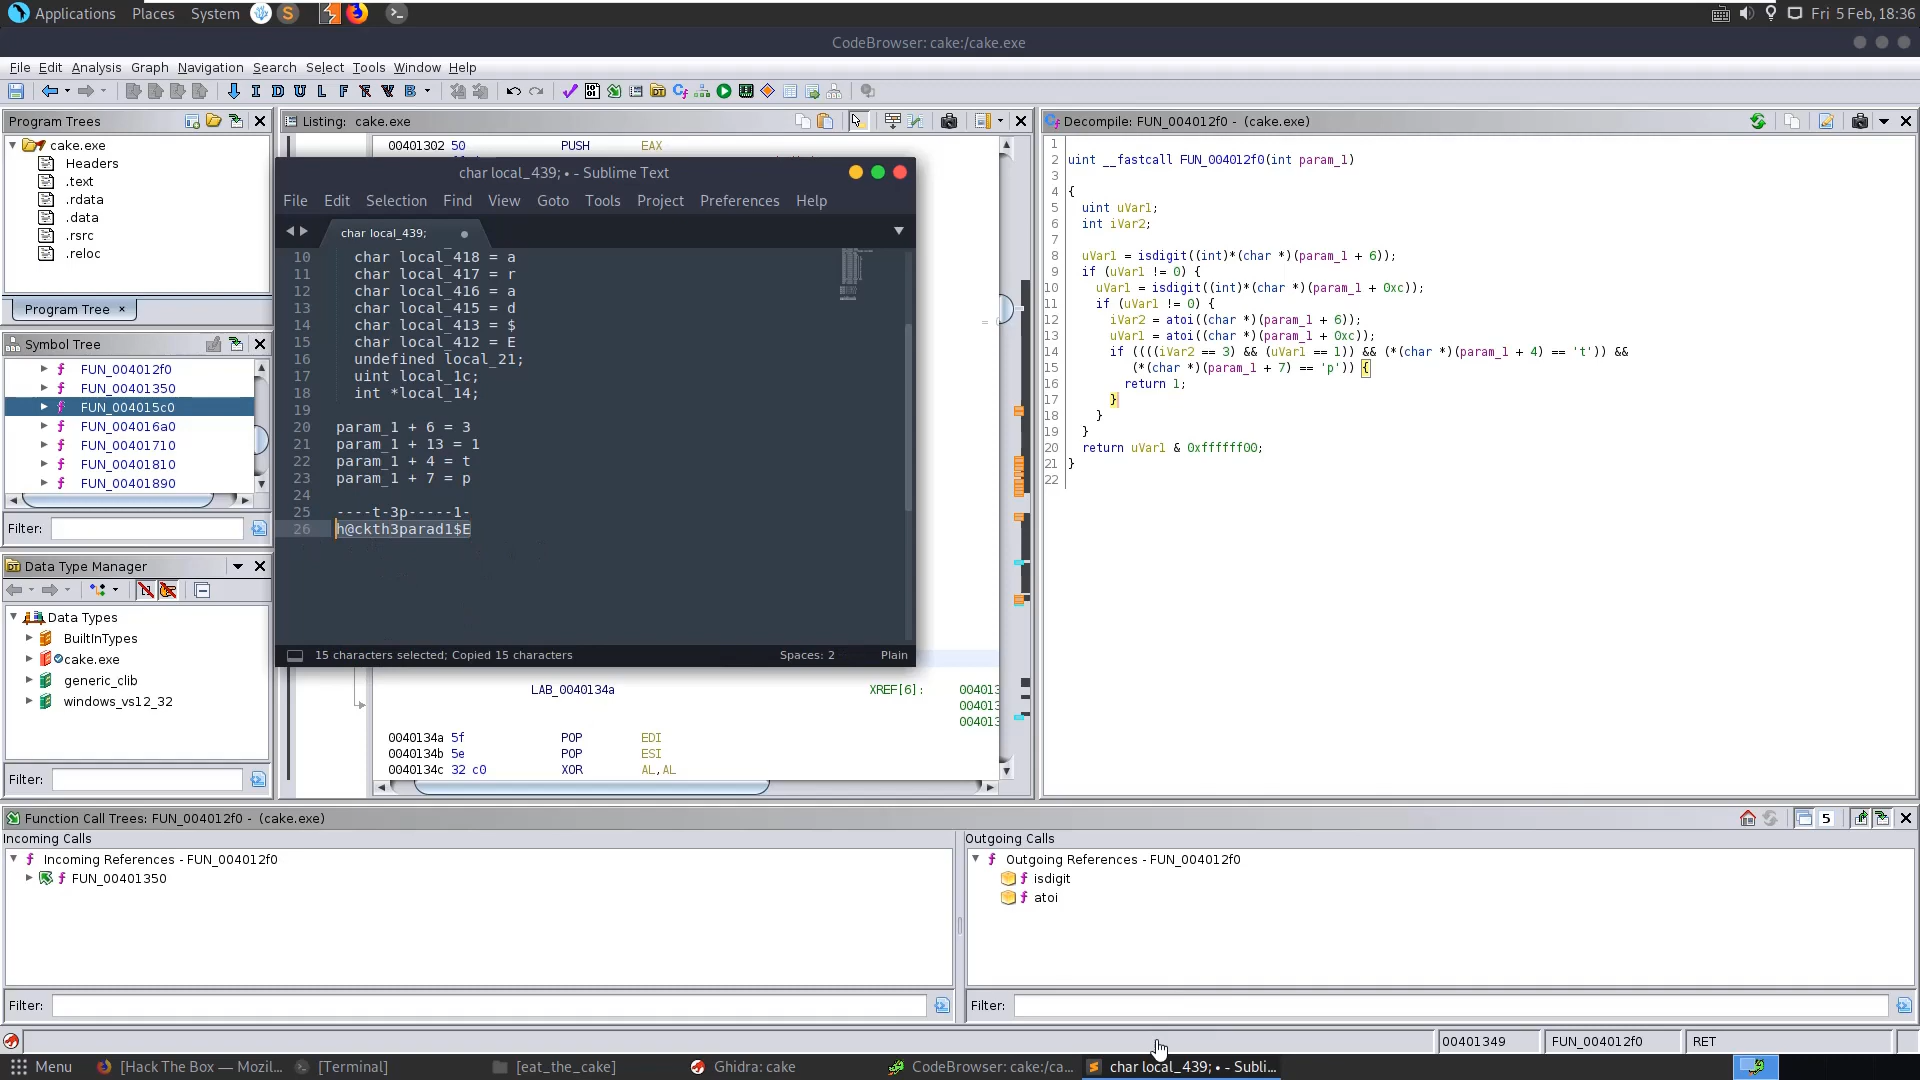 Applications Places System Fri 5 Feb, 18:36
CodeBrowser: cake:/cake.exe
File Edit Analysis Graph Navigation Search Select Tools Window Help
I D U L F B
Program Trees
cake.exe
Headers
.text
.rdata
.data
.rsrc
.reloc
Program Tree ×
Symbol Tree
FUN_004012f0
FUN_00401350
FUN_004015c0
FUN_004016a0
FUN_00401710
FUN_00401810
FUN_00401890
Filter:
Data Type Manager
Data Types
BuiltInTypes
cake.exe
generic_clib
windows_vs12_32
Filter:
Listing: cake.exe
00401302 50 PUSH EAX
char local_439; • - Sublime Text
File Edit Selection Find View Goto Tools Project Preferences Help
char local_439;
10 char local_418 = a
11 char local_417 = r
12 char local_416 = a
13 char local_415 = d
14 char local_413 = $
15 char local_412 = E
16 undefined local_21;
17 uint local_1c;
18 int *local_14;
19
20 param_1 + 6 = 3
21 param_1 + 13 = 1
22 param_1 + 4 = t
23 param_1 + 7 = p
24
25 ----t-3p-----1-
26 h@ckth3parad1$E
15 characters selected; Copied 15 characters Spaces: 2 Plain
LAB_0040134a XREF[6]: 004013
004013
004013
0040134a 5f POP EDI
0040134b 5e POP ESI
0040134c 32 c0 XOR AL,AL
Decompile: FUN_004012f0 - (cake.exe)
1
2 uint __fastcall FUN_004012f0(int param_1)
3
4 {
5 uint uVar1;
6 int iVar2;
7
8 uVar1 = isdigit((int)*(char *)(param_1 + 6));
9 if (uVar1 != 0) {
10 uVar1 = isdigit((int)*(char *)(param_1 + 0xc));
11 if (uVar1 != 0) {
12 iVar2 = atoi((char *)(param_1 + 6));
13 uVar1 = atoi((char *)(param_1 + 0xc));
14 if ((((iVar2 == 3) && (uVar1 == 1)) && (*(char *)(param_1 + 4) == 't')) &&
15 (*(char *)(param_1 + 7) == 'p')) {
16 return 1;
17 }
18 }
19 }
20 return uVar1 & 0xffffff00;
21 }
22
Function Call Trees: FUN_004012f0 - (cake.exe)
5
Incoming Calls
Incoming References - FUN_004012f0
FUN_00401350
Filter:
Outgoing Calls
Outgoing References - FUN_004012f0
isdigit
atoi
Filter:
00401349 FUN_004012f0 RET
Menu [Hack The Box — Mozil... [Terminal] [eat_the_cake] Ghidra: cake CodeBrowser: cake:/ca... char local_439; • - Subli...